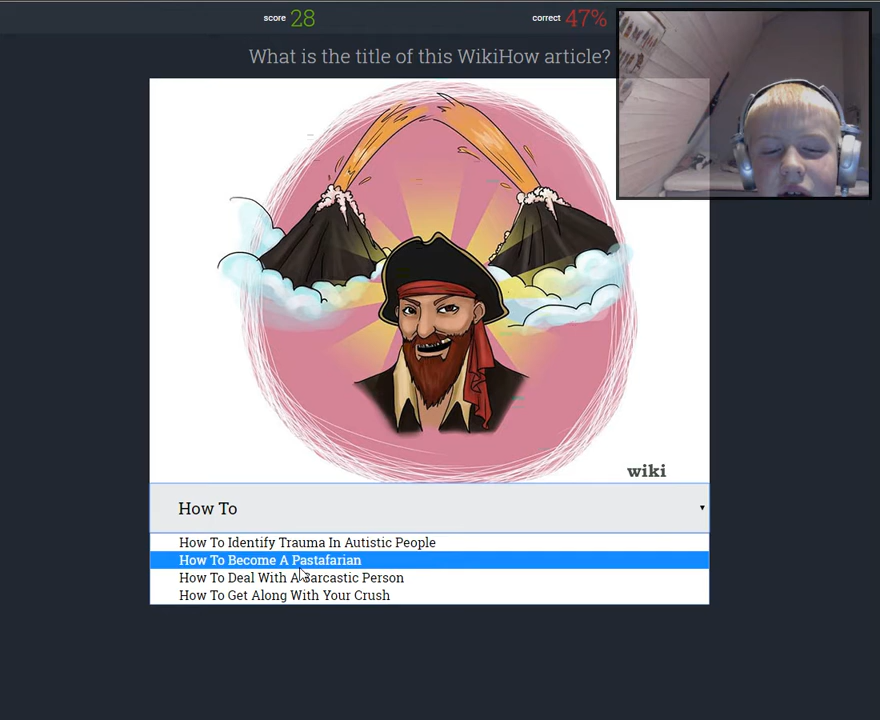 score 28 correct 47%
What is the title of this WikiHow article?
wiki
How To
How To Identify Trauma In Autistic People
How To Become A Pastafarian
How To Deal With A Sarcastic Person
How To Get Along With Your Crush